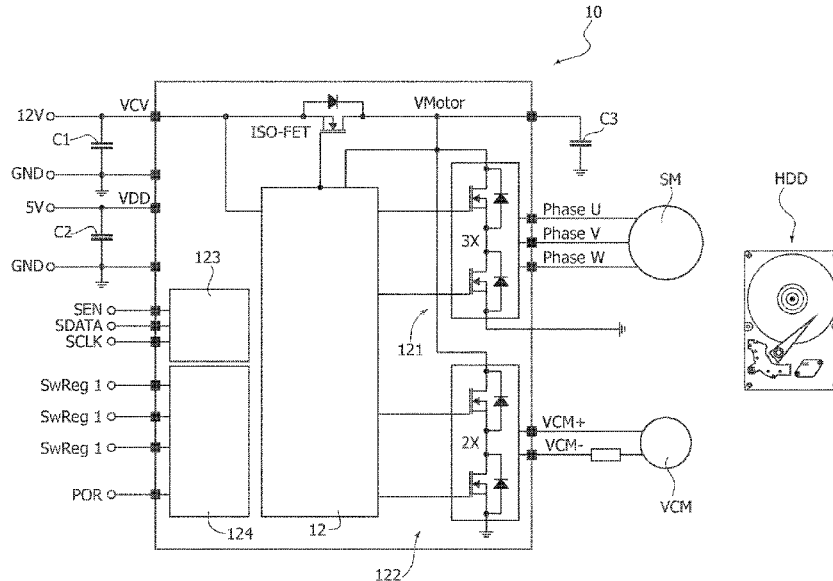 10
12V
VCV
VMotor
C1
ISO-FET
C3
GND
5V
VDD
SM
HDD
C2
Phase U
Phase V
Phase W
3X
GND
123
SEN
SDATA
SCLK
121
SwReg 1
SwReg 1
SwReg 1
2X
VCM+
VCM-
POR
VCM
124
12
122